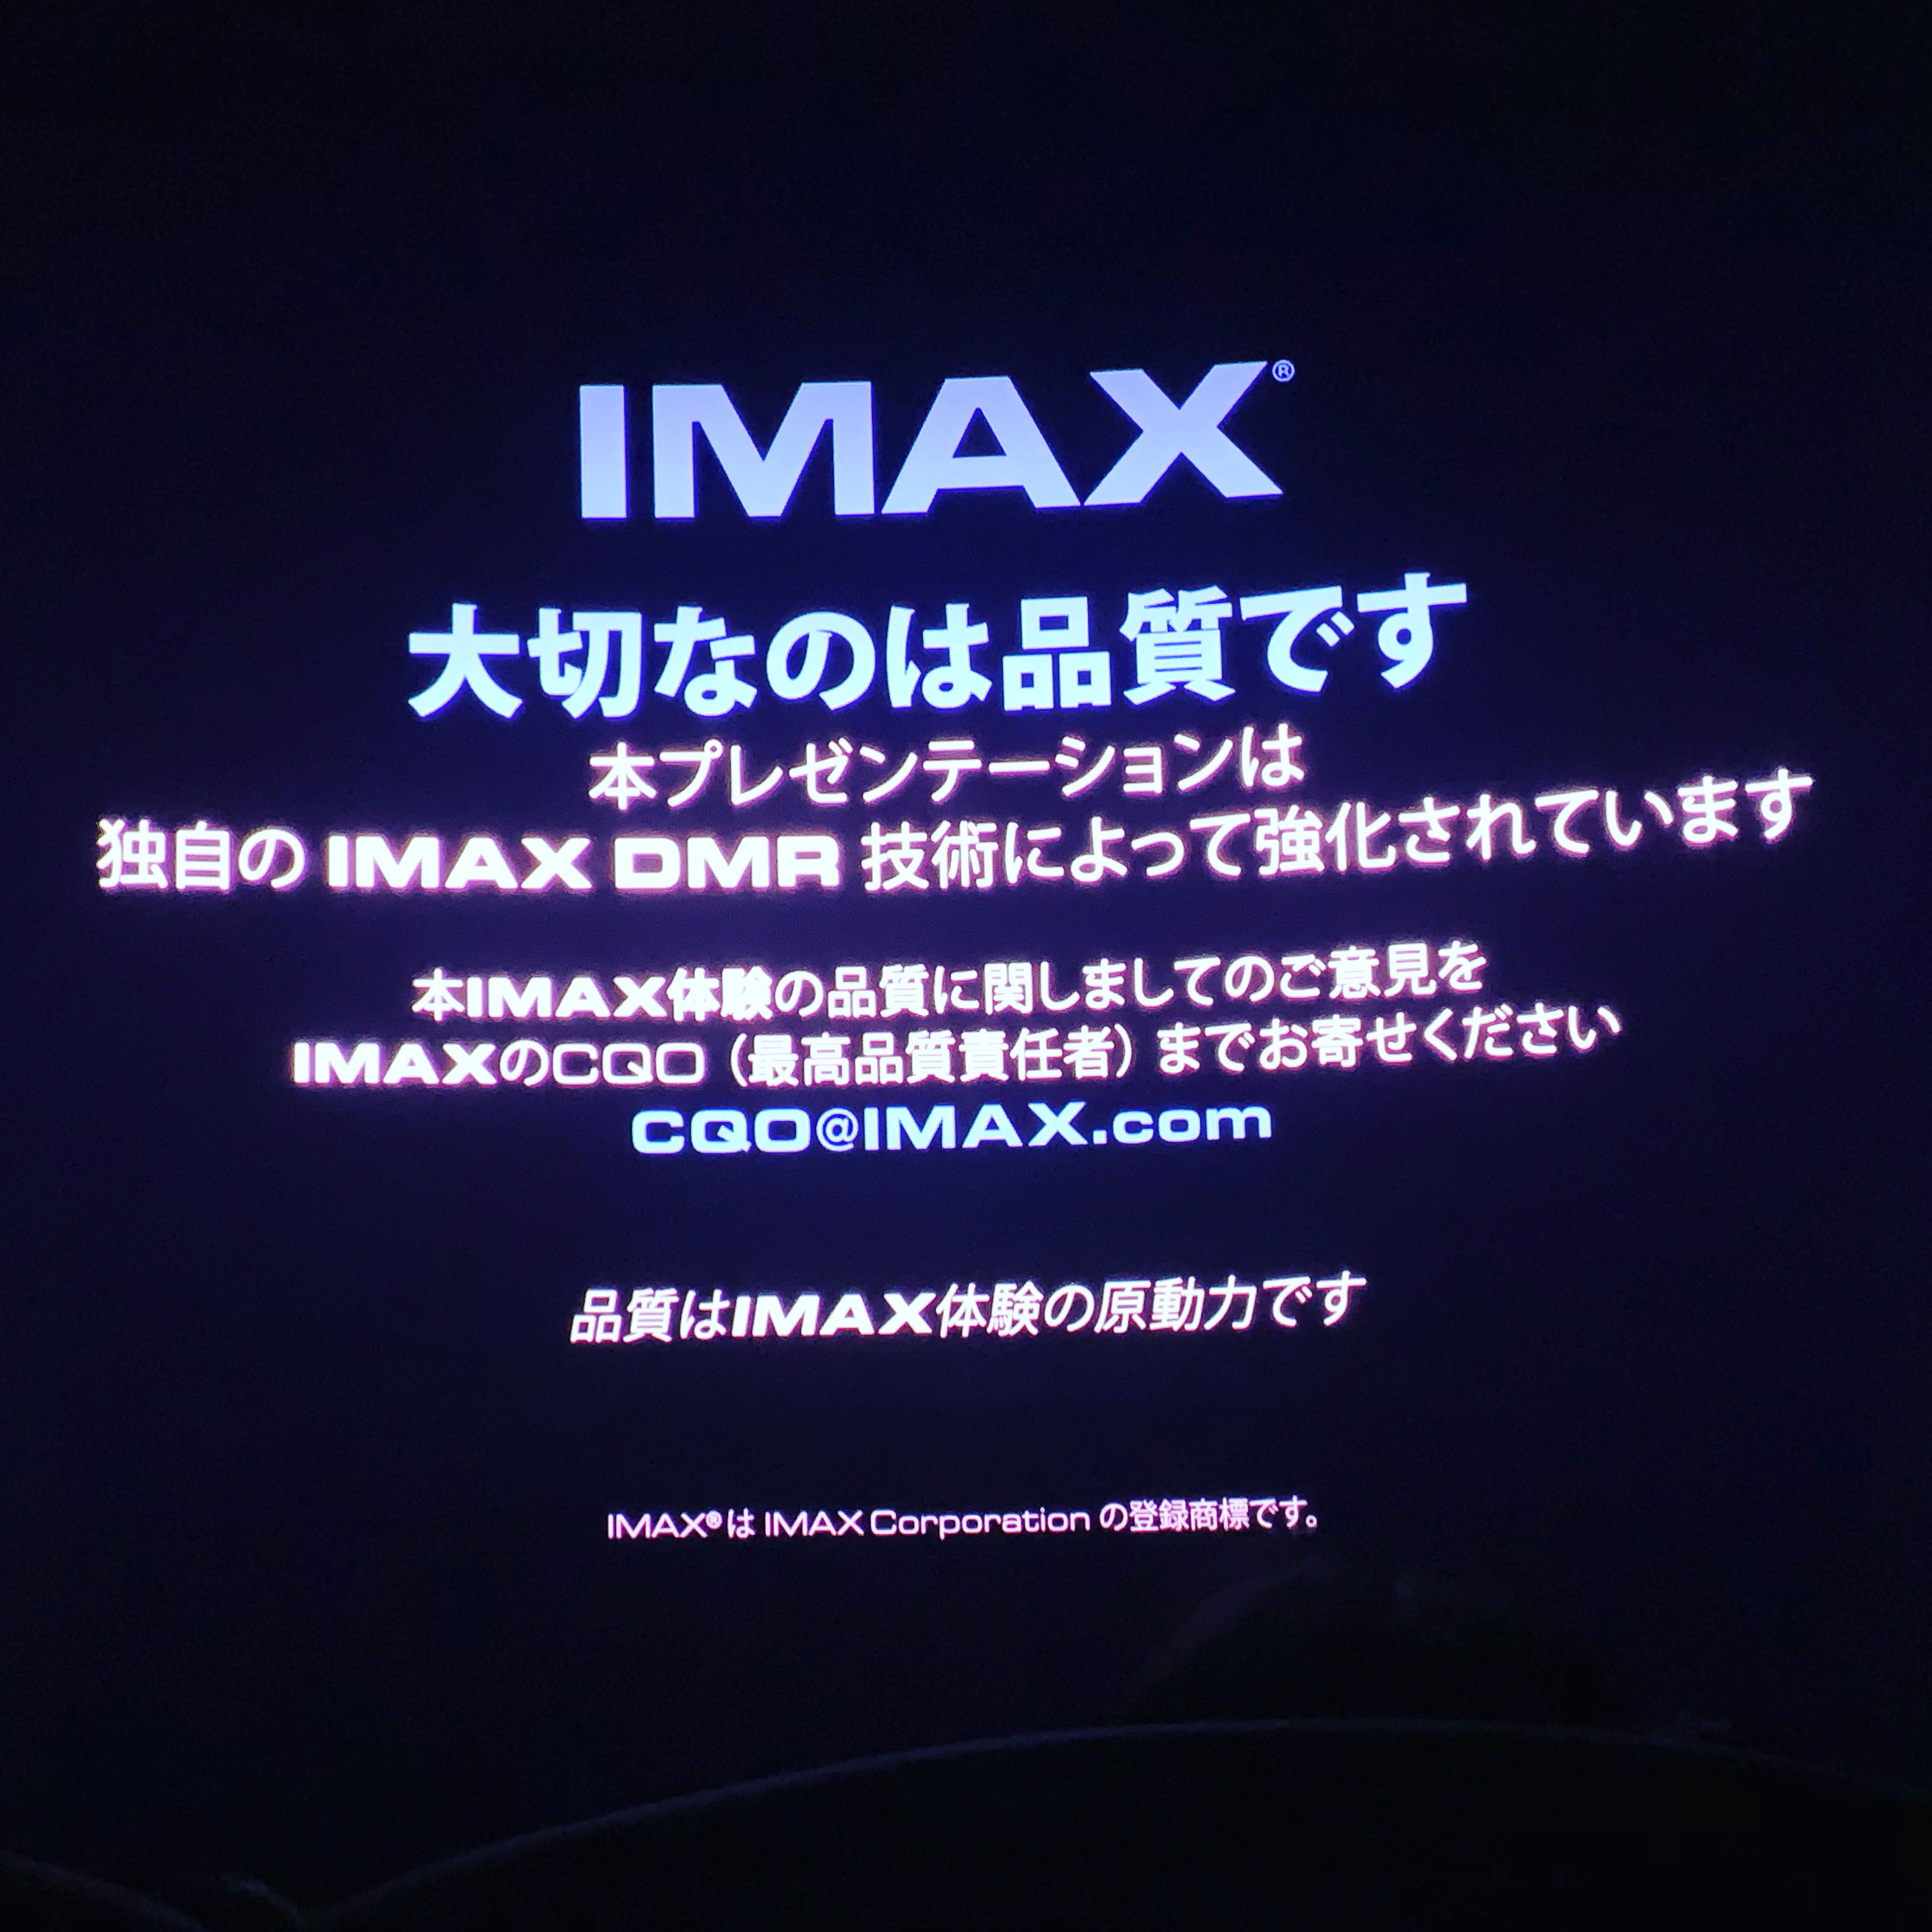 IMAX®
大切なのは品質です
本プレゼンテーションは
独自の IMAX DMR 技術によって強化されています
本IMAX体験の品質に関しましてのご意見を
IMAXのCQO（最高品質責任者）までお寄せください
CQO@IMAX.com
品質はIMAX体験の原動力です
IMAX®は IMAX Corporation の登録商標です。